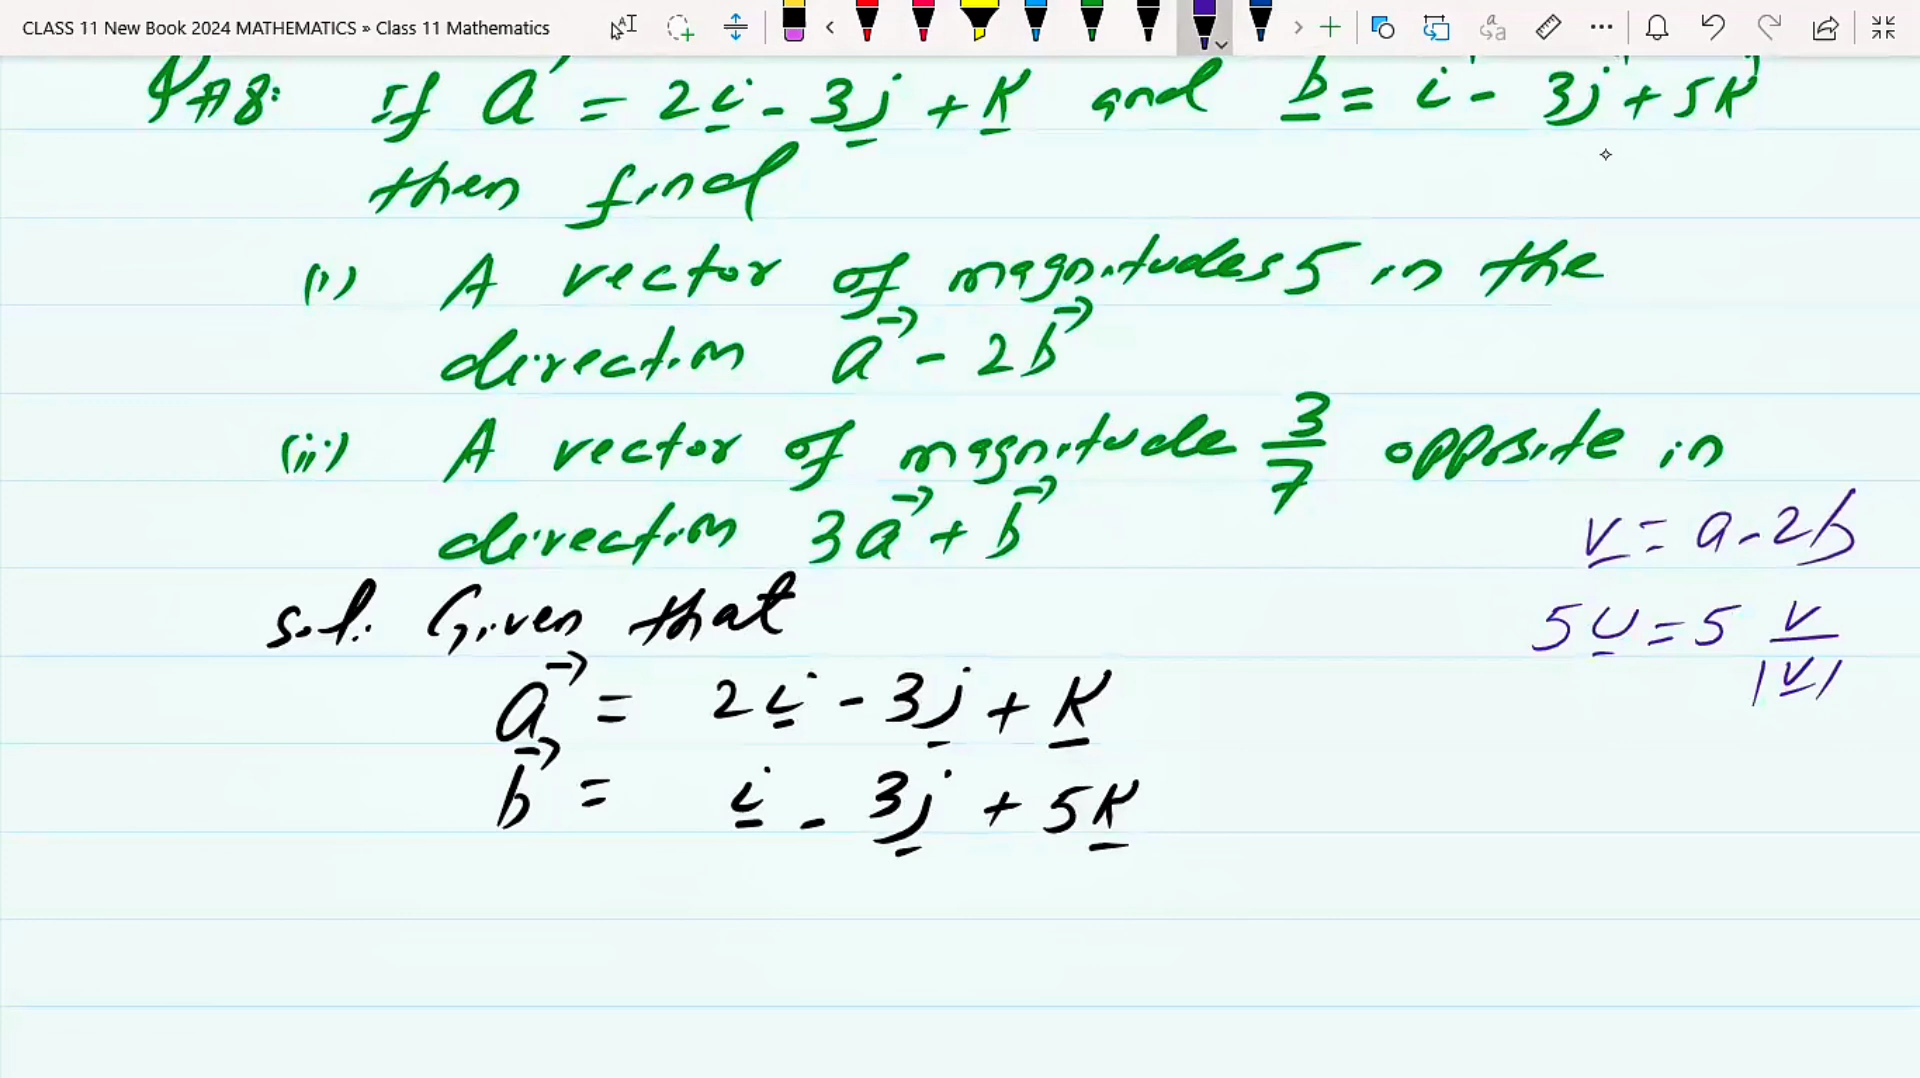 CLASS 11 New Book 2024 MATHEMATICS » Class 11 Mathematics
Q#8: If a = 2i - 3j + k and b = i - 3j + 5k
then find
(i) A vector of magnitudes 5 in the
direction a⃗ - 2b⃗
(ii) A vector of magnitude 3/7 opposite in
direction 3a⃗ + b⃗
v = a - 2b
sol: Given that
5u = 5 v/|v|
a⃗ = 2i - 3j + k
b⃗ = i - 3j + 5k